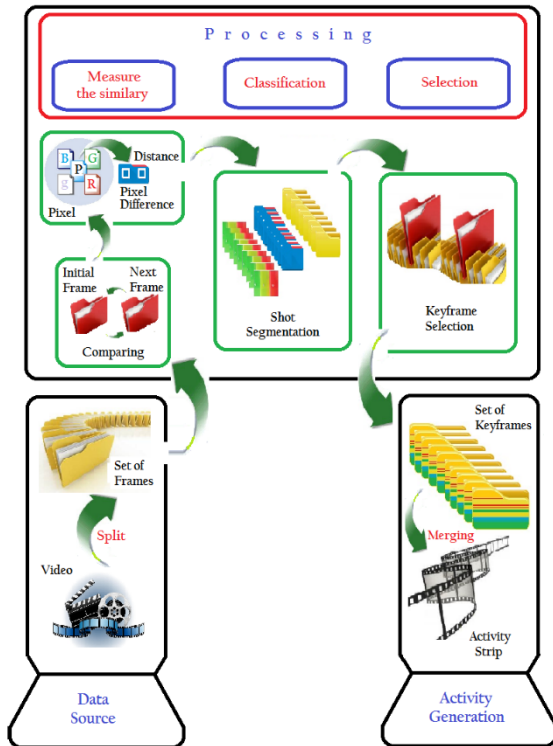 Processing
Measure
the similary
Classification
Selection
B
G
P
g
R
Pixel
Distance
Pixel
Difference
Initial
Frame
Next
Frame
Comparing
Shot
Segmentation
Keyframe
Selection
Set of
Frames
Split
Video
Data
Source
Set of
Keyframes
Merging
Activity
Strip
Activity
Generation